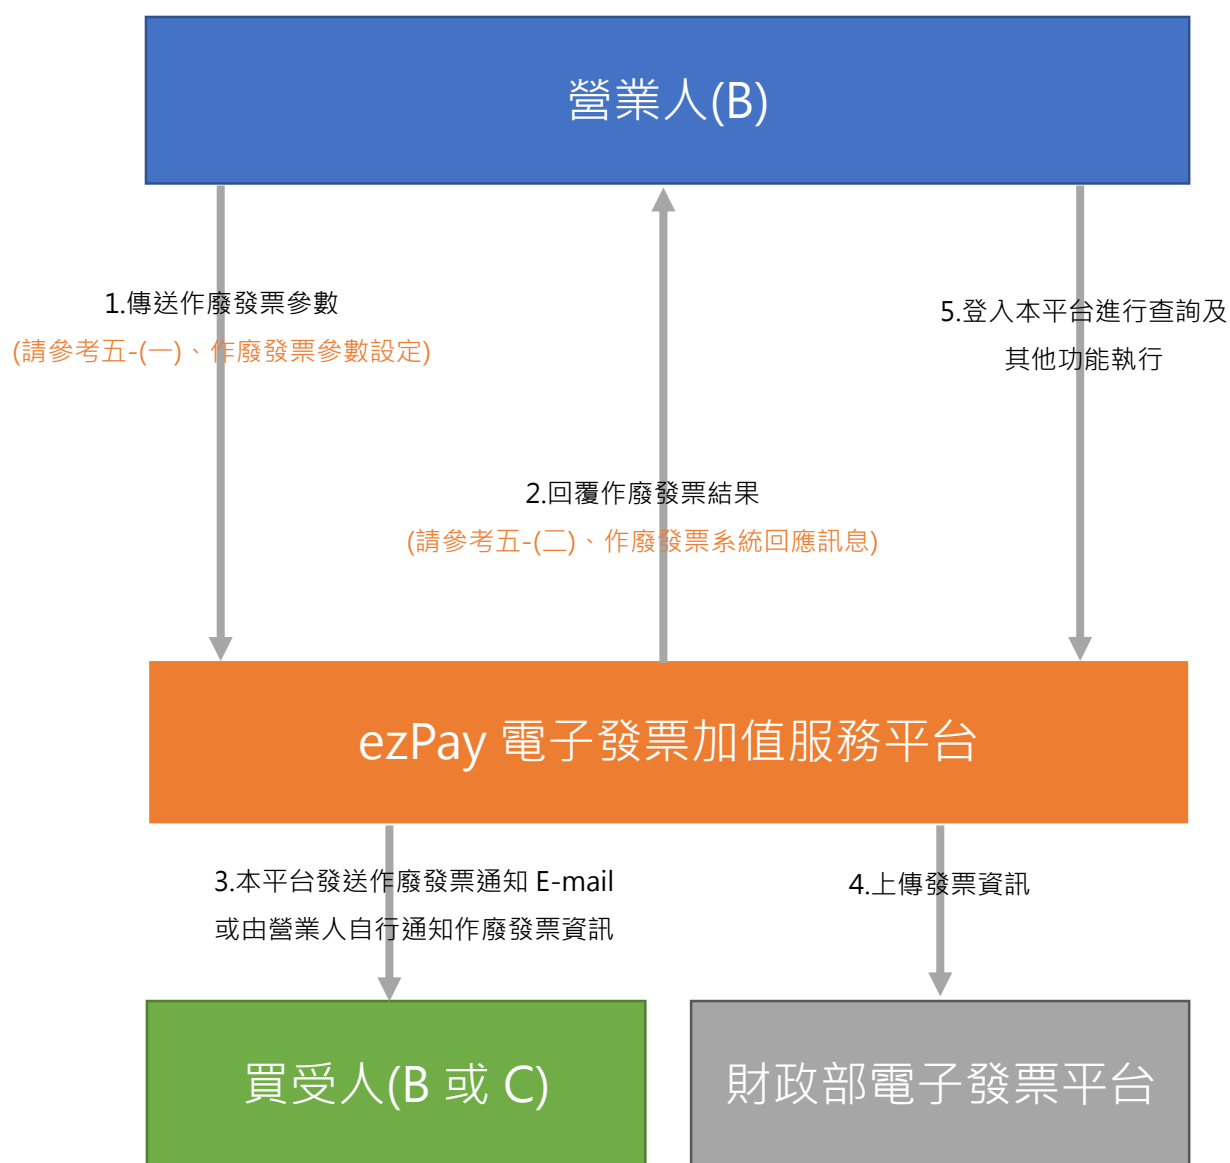 營業人(B)
1.傳送作廢發票參數
(請參考五-(一)、作廢發票參數設定)
5.登入本平台進行查詢及
其他功能執行
2.回覆作廢發票結果
(請參考五-(二)、作廢發票系統回應訊息)
ezPay 電子發票加值服務平台
3.本平台發送作廢發票通知 E-mail
或由營業人自行通知作廢發票資訊
4.上傳發票資訊
買受人(B 或 C)
財政部電子發票平台